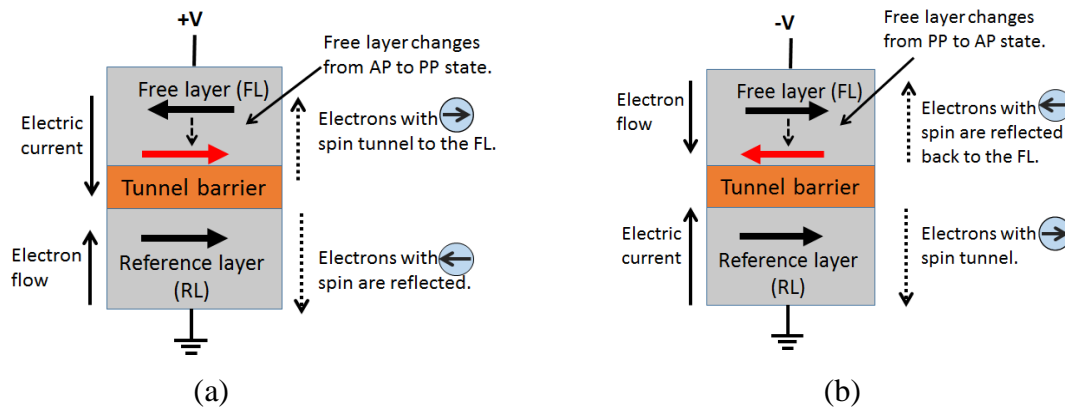 +V
Free layer changes
from AP to PP state.
Free layer (FL)
Electric
current
Electrons with
spin tunnel to the FL.
Tunnel barrier
Electron
flow
Reference layer
(RL)
Electrons with
spin are reflected.
(a)
-V
Free layer changes
from PP to AP state.
Free layer (FL)
Electron
flow
Electrons with
spin are reflected
back to the FL.
Tunnel barrier
Electric
current
Reference layer
(RL)
Electrons with
spin tunnel.
(b)